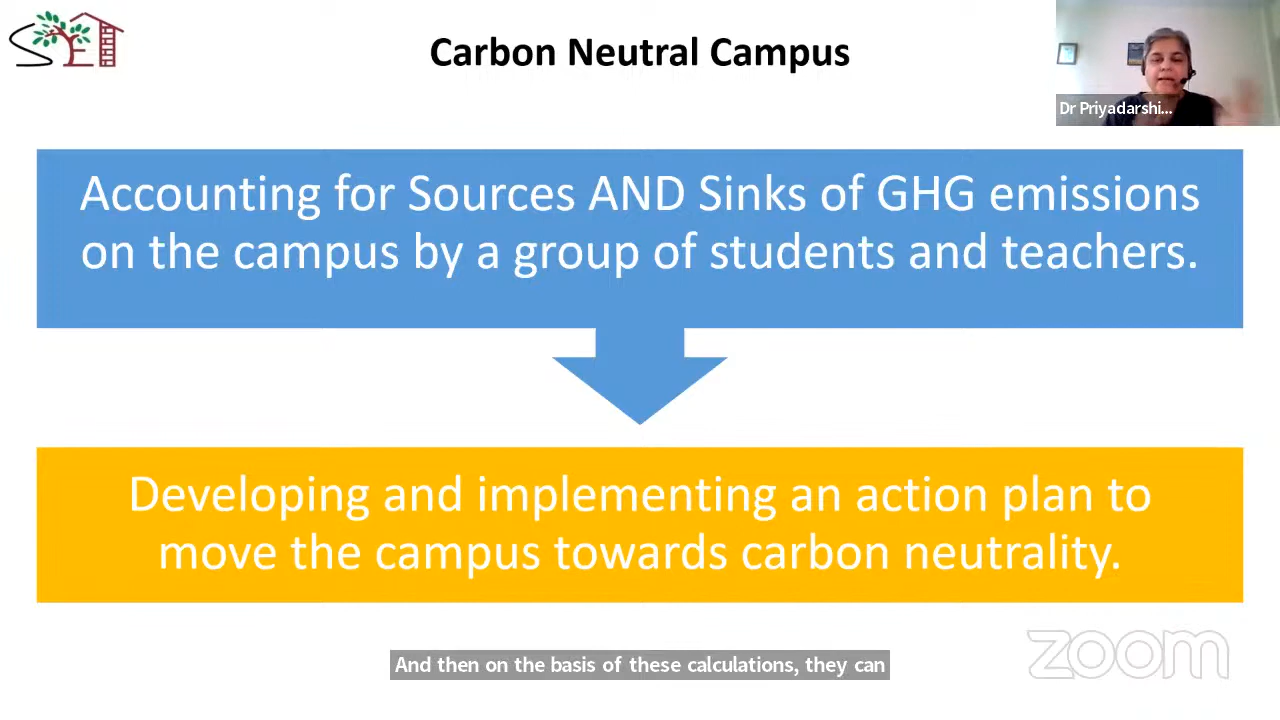 Carbon Neutral Campus
Dr Priyadarshi...
Accounting for Sources AND Sinks of GHG emissions
on the campus by a group of students and teachers.
Developing and implementing an action plan to
move the campus towards carbon neutrality.
And then on the basis of these calculations, they can
zoom